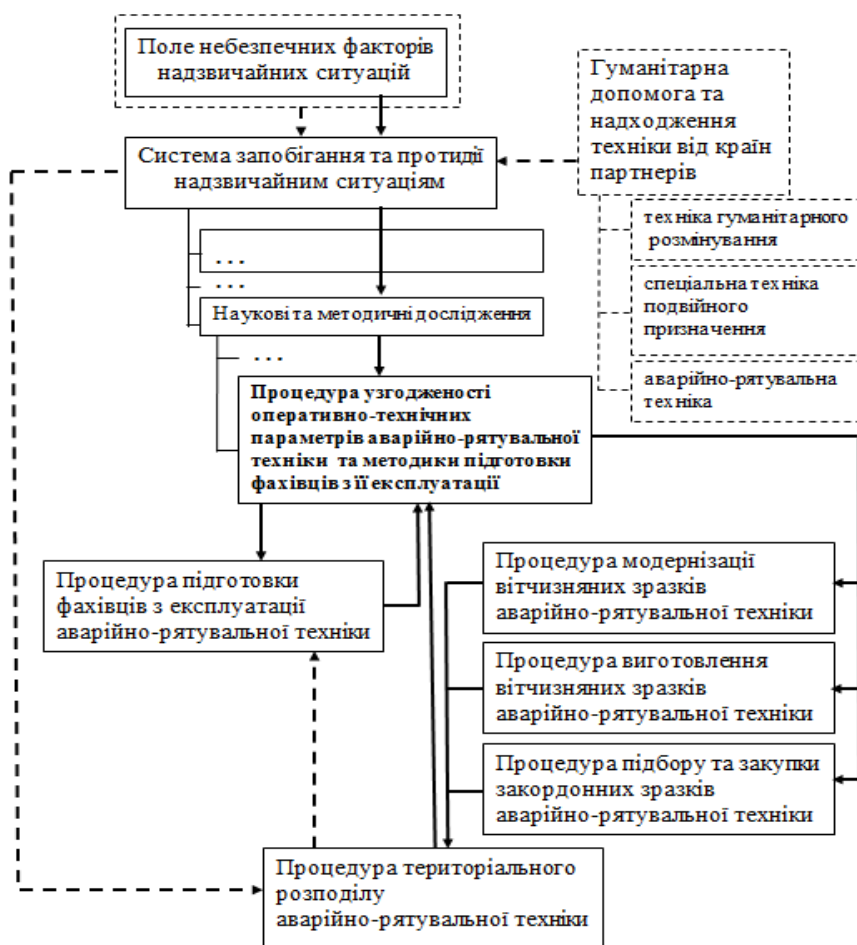 Поле небезпечних факторів
надзвичайних ситуацій
Гуманітарна
допомога та
надходження
техніки від країн
партнерів
Система запобігання та протидії
надзвичайним ситуаціям
техніка гуманітарного
розмінування
...
...
спеціальна техніка
подвійного
призначення
Наукові та методичні дослідження
...
аварійно-рятувальна
техніка
Процедура узгодженості
оперативно-технічних
параметрів аварійно-рятувальної
техніки та методики підготовки
фахівців з її експлуатації
Процедура підготовки
фахівців з експлуатації
аварійно-рятувальної техніки
Процедура модернізації
вітчизняних зразків
аварійно-рятувальної техніки
Процедура виготовлення
вітчизняних зразків
аварійно-рятувальної техніки
Процедура підбору та закупки
закордонних зразків
аварійно-рятувальної техніки
Процедура територіального
розподілу
аварійно-рятувальної техніки